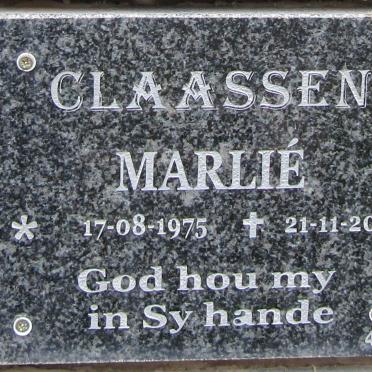 CLAASSEN
MARLIÉ
* 17-08-1975 ✝ 21-11-20
God hou my
in Sy hande